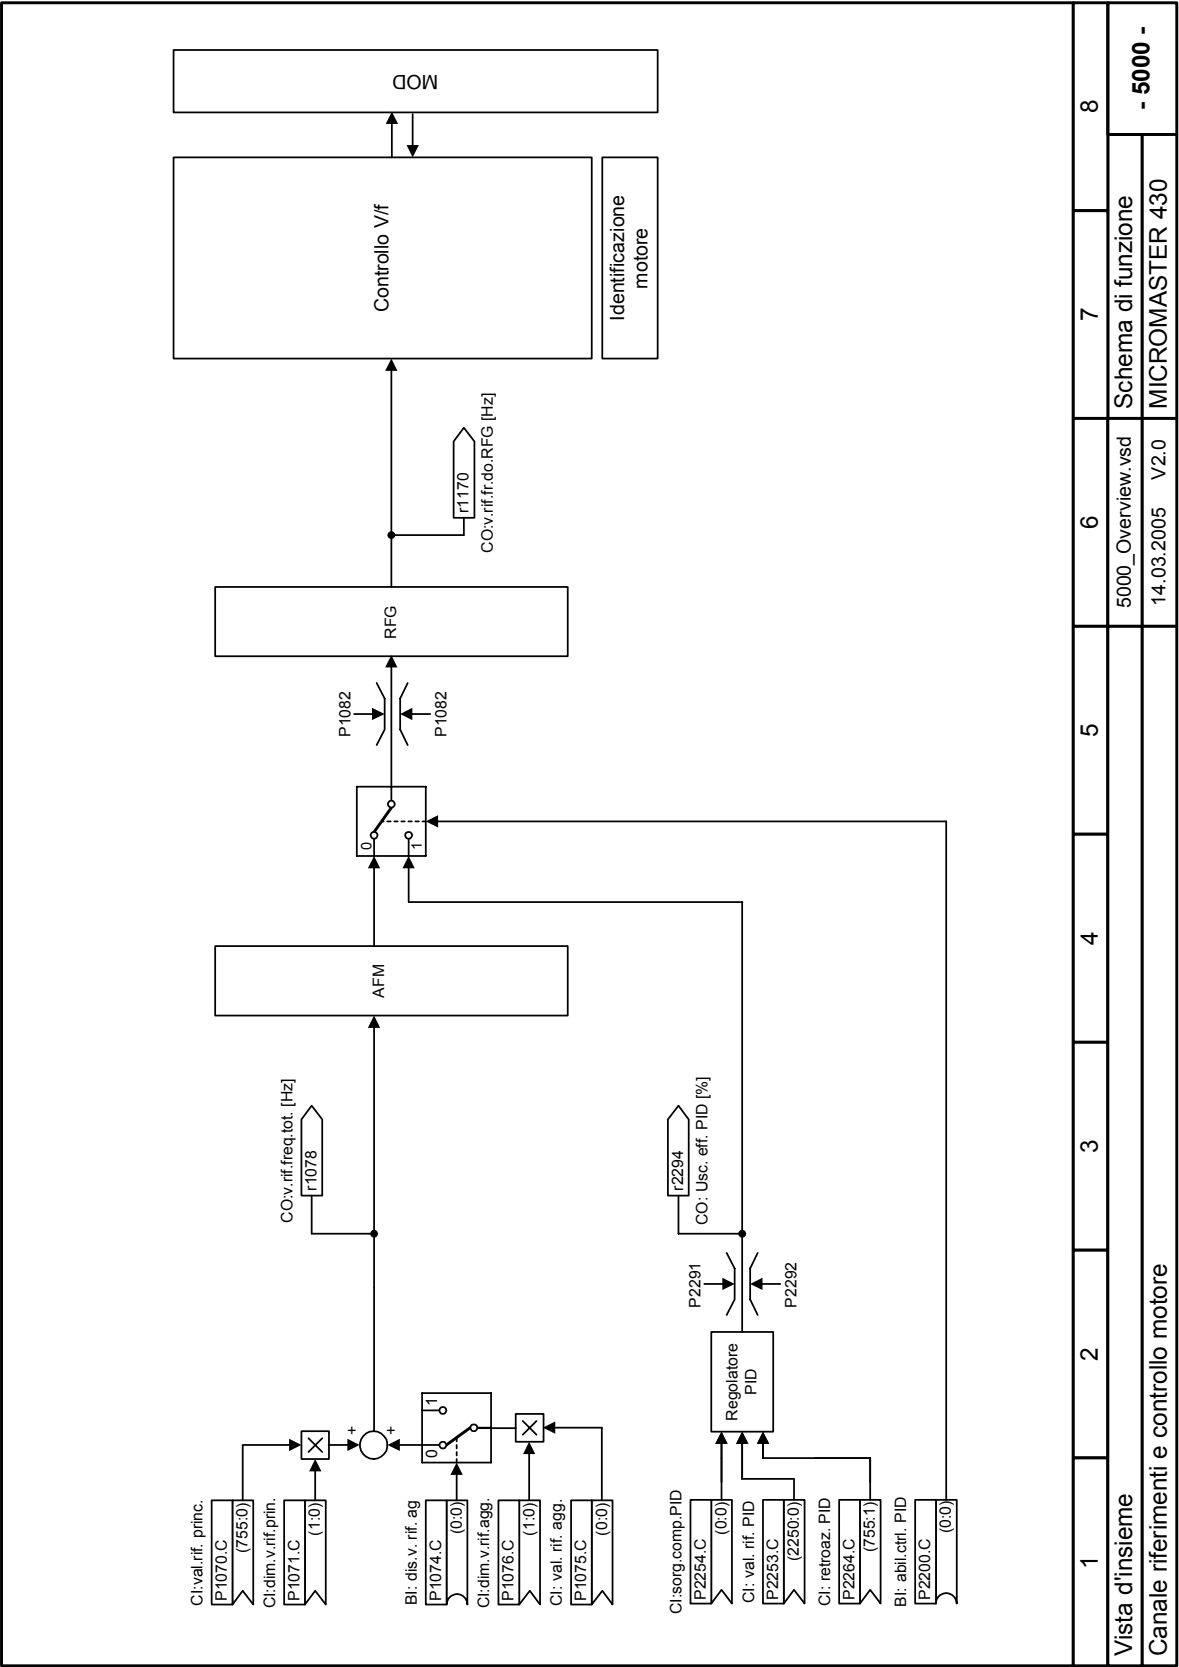 CI:val.rif. princ.
P1070.C
(755:0)
CI:dim.v.rif.prin.
P1071.C
(1:0)
BI: dis.v. rif. ag
P1074.C
(0:0)
CI:dim.v.rif.agg.
P1076.C
(1:0)
CI: val. rif. agg.
P1075.C
(0:0)
+
+
0
1
CO:v.rif.freq.tot. [Hz]
r1078
AFM
0
1
P1082
P1082
RFG
r1170
CO:v.rif.fr.do.RFG [Hz]
Controllo V/f
Identificazione
motore
MOD
CI:sorg.comp.PID
P2254.C
(0:0)
CI: val. rif. PID
P2253.C
(2250:0)
CI: retroaz. PID
P2264.C
(755:1)
BI: abil.ctrl. PID
P2200.C
(0:0)
Regolatore
PID
P2291
P2292
r2294
CO: Usc. eff. PID [%]
1 2 3 4 5 6 7 8
Vista d'insieme 5000_Overview.vsd Schema di funzione - 5000 -
Canale riferimenti e controllo motore 14.03.2005 V2.0 MICROMASTER 430